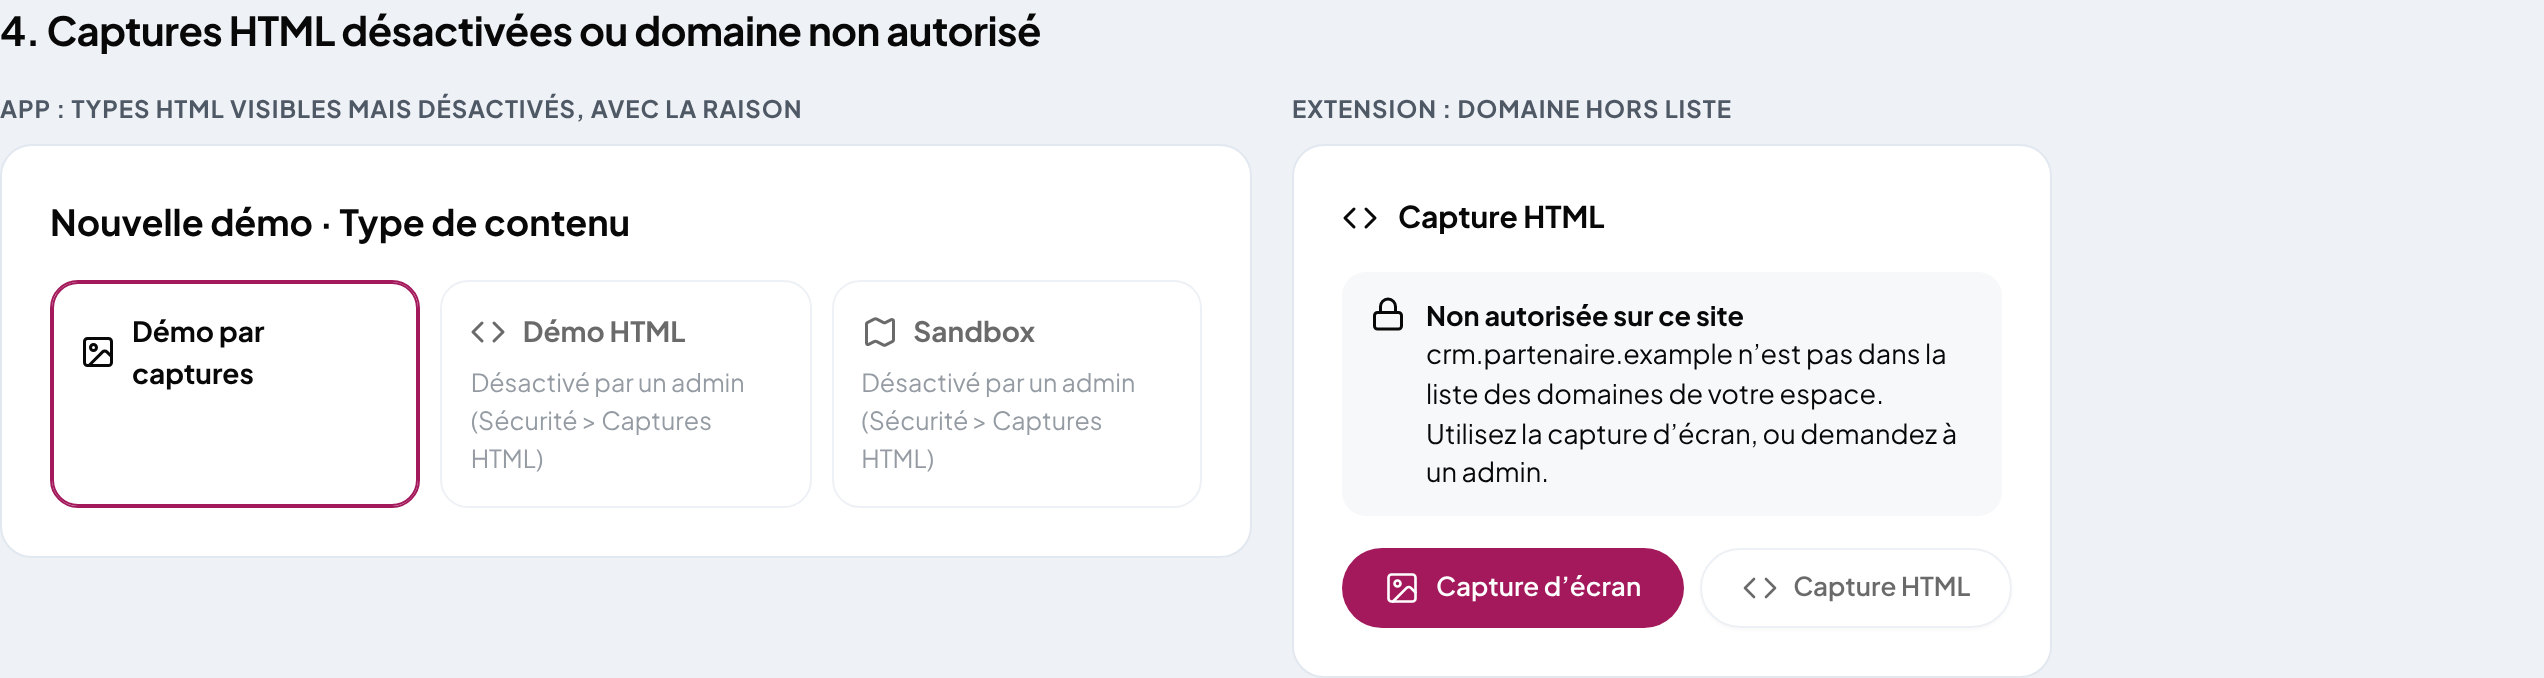 4. Captures HTML désactivées ou domaine non autorisé
APP : TYPES HTML VISIBLES MAIS DÉSACTIVÉS, AVEC LA RAISON
Nouvelle démo · Type de contenu
Démo par
captures
Démo HTML
Désactivé par un admin
(Sécurité > Captures
HTML)
Sandbox
Désactivé par un admin
(Sécurité > Captures
HTML)
EXTENSION : DOMAINE HORS LISTE
Capture HTML
Non autorisée sur ce site
crm.partenaire.example n’est pas dans la
liste des domaines de votre espace.
Utilisez la capture d’écran, ou demandez à
un admin.
Capture d’écran
Capture HTML